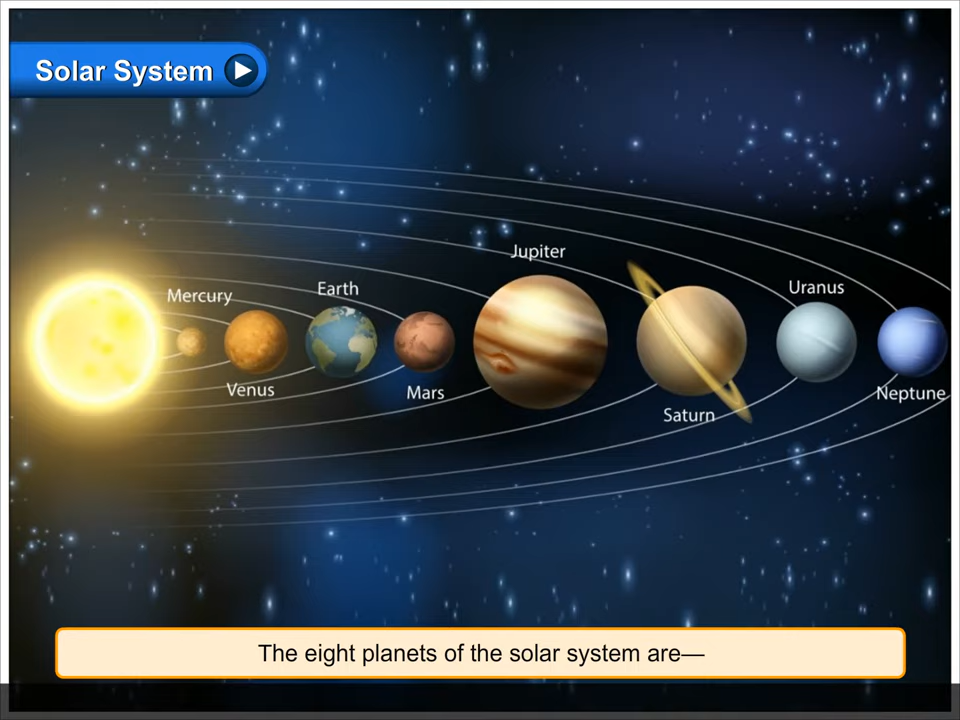 Solar System
Jupiter
Earth
Uranus
Mercury
Venus
Mars
Neptune
Saturn
The eight planets of the solar system are—